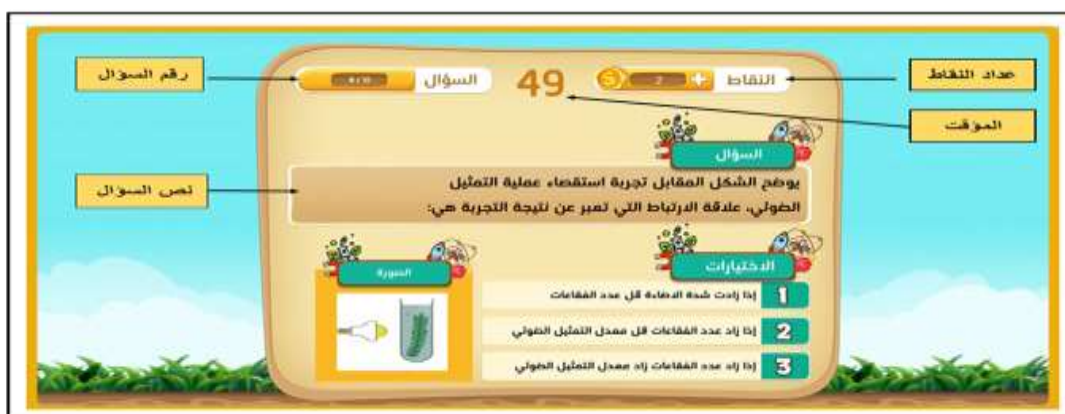 عداد النقاط
المؤقت
رقم السؤال
نص السؤال
النقاط
2
49
السؤال
السؤال
يوضح الشكل المقابل تجربة استقصاء عملية التمثيل
الضوئي، علاقة الارتباط التي تعبر عن نتيجة التجربة هي:
الاختيارات
1 إذا زادت شدة الاضاءة قل عدد الفقاعات
2 إذا زاد عدد الفقاعات قل معدل التمثيل الضوئي
3 إذا زاد عدد الفقاعات زاد معدل التمثيل الضوئي
الصورة